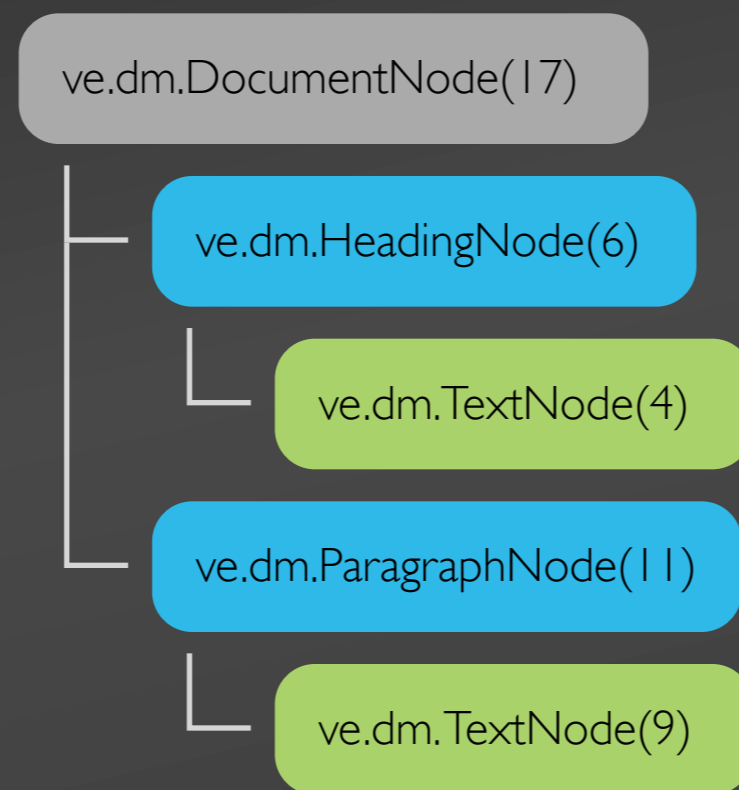 ve.dm.DocumentNode(17)
ve.dm.HeadingNode(6)
ve.dm.TextNode(4)
ve.dm.ParagraphNode(11)
ve.dm.TextNode(9)